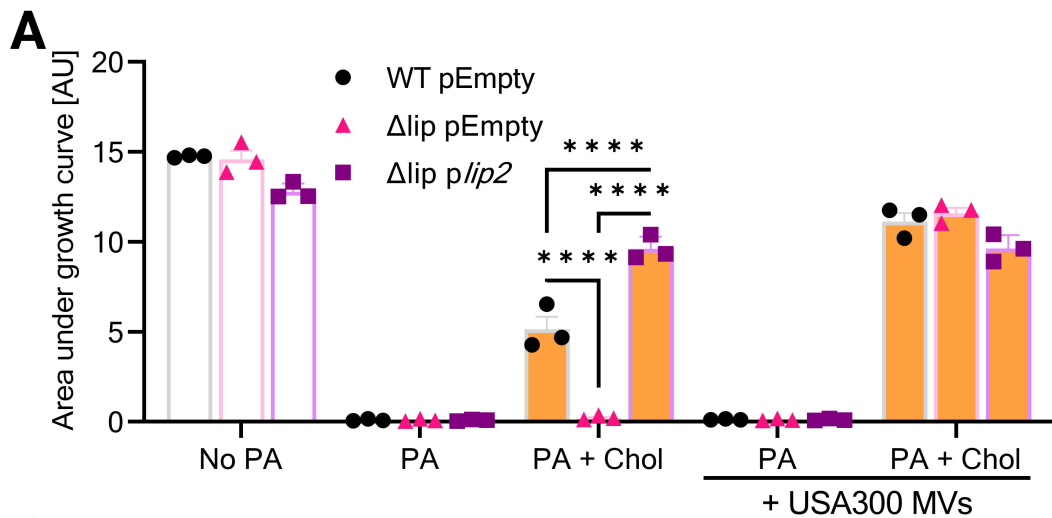 A
Area under growth curve [AU]
20
15
10
5
0
WT pEmpty
Δlip pEmpty
Δlip plip2
****
****
****
No PA
PA
PA + Chol
PA
PA + Chol
+ USA300 MVs